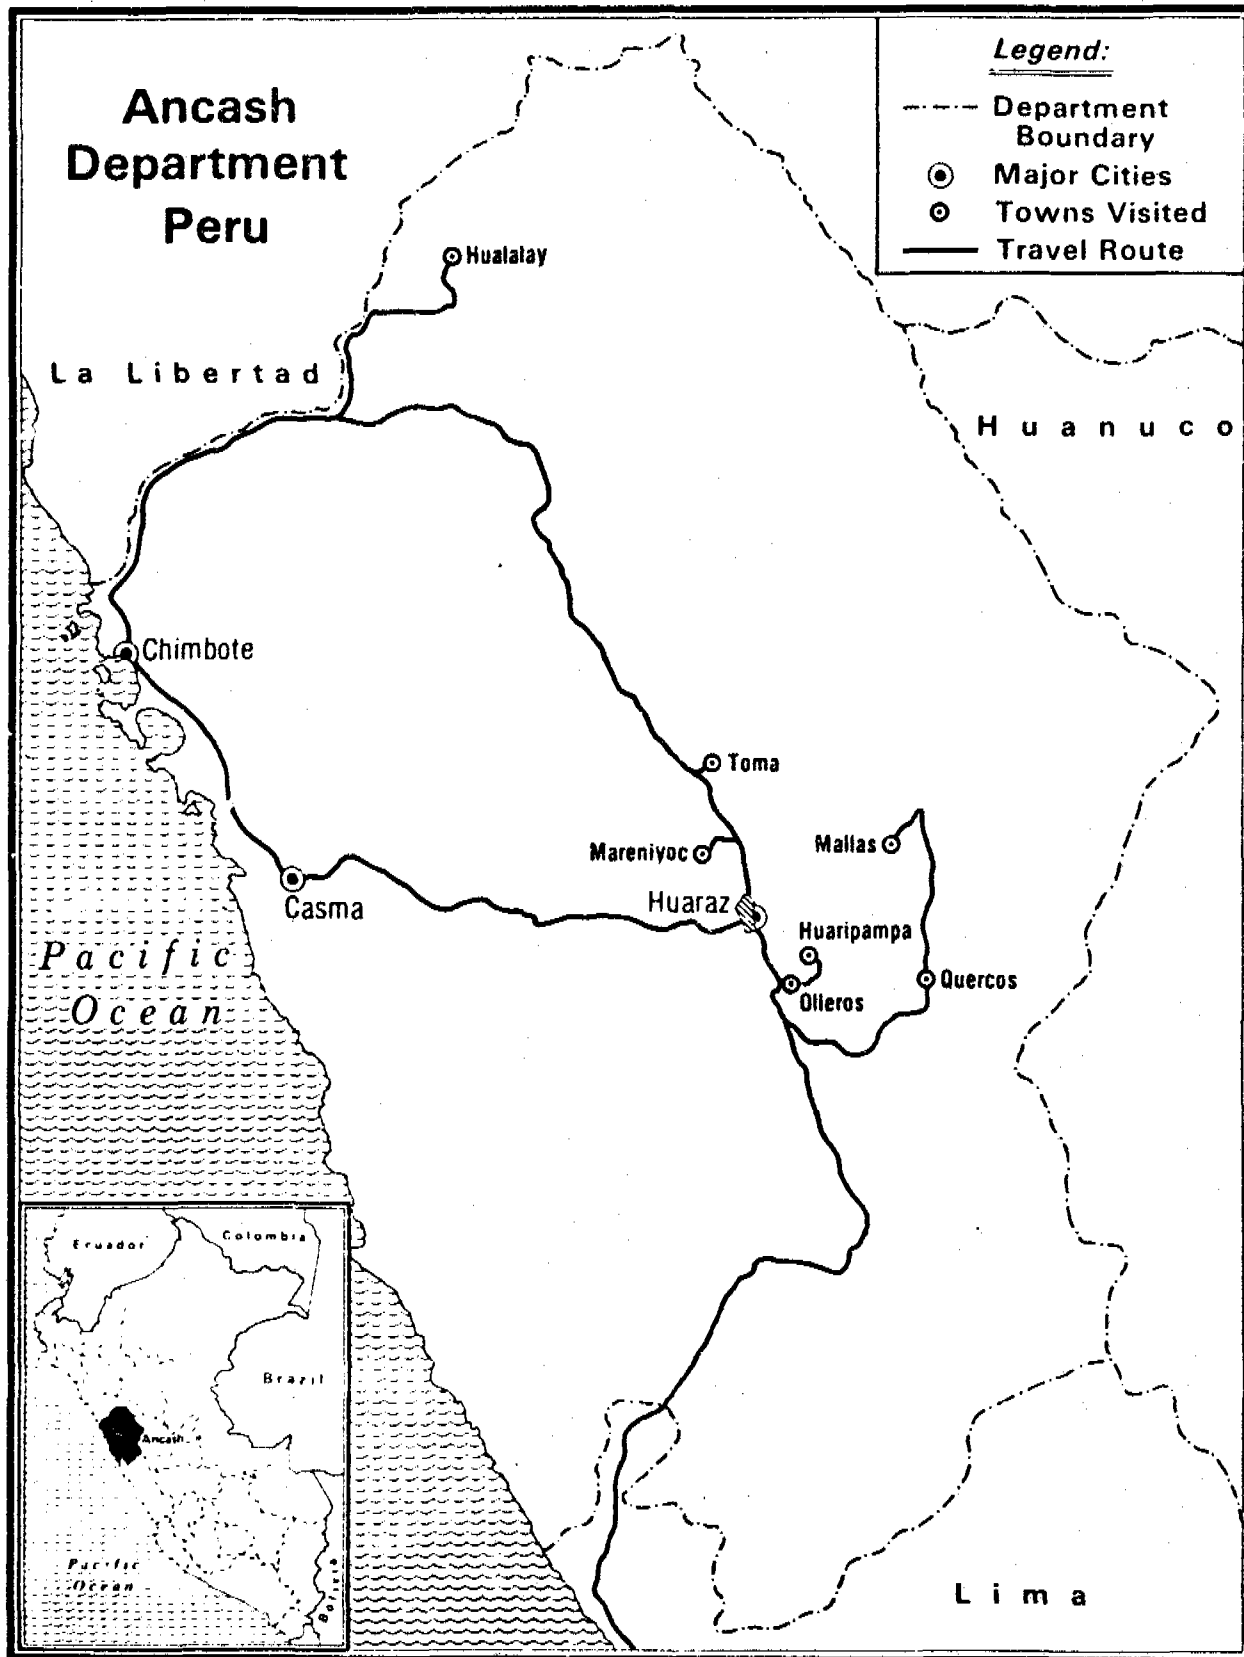 Ancash
Department
Peru
Legend:
Department
Boundary
Major Cities
Towns Visited
Travel Route
Hualalay
La Libertad
Huanuco
Chimbote
Toma
Mareniyoc
Mallas
Casma
Huaraz
Huaripampa
Pacific
Ocean
Quercos
Olleros
Ecuador
Colombia
Brazil
Ancash
Pacific
Ocean
Bolivia
Lima